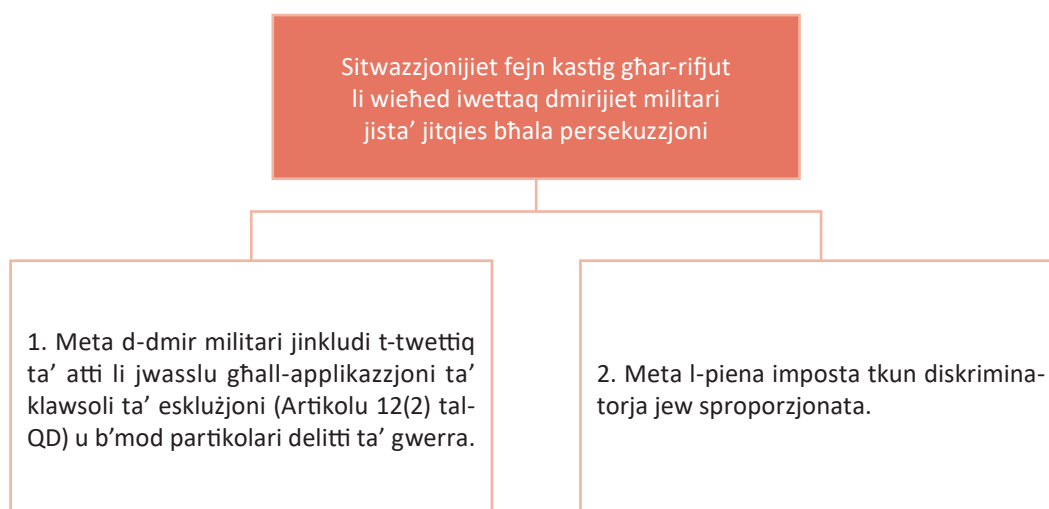 Sitwazzjonijiet fejn kastig għar-rifjut
li wieħed iwettaq dmirijiet militari
jista’ jitqies bħala persekuzzjoni
1. Meta d-dmir militari jinkludi t-twettiq
ta’ atti li jwasslu għall-applikazzjoni ta’
klawsoli ta’ esklużjoni (Artikolu 12(2) tal-
QD) u b’mod partikolari delitti ta’ gwerra.
2. Meta l-piena imposta tkun diskrimina-
torja jew sproporzjonata.